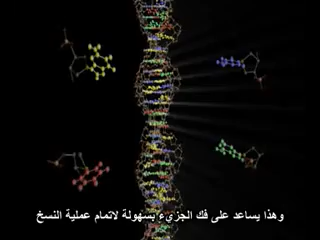 وهذا يساعد على فك الجزيء بسهولة لاتمام عملية النسخ